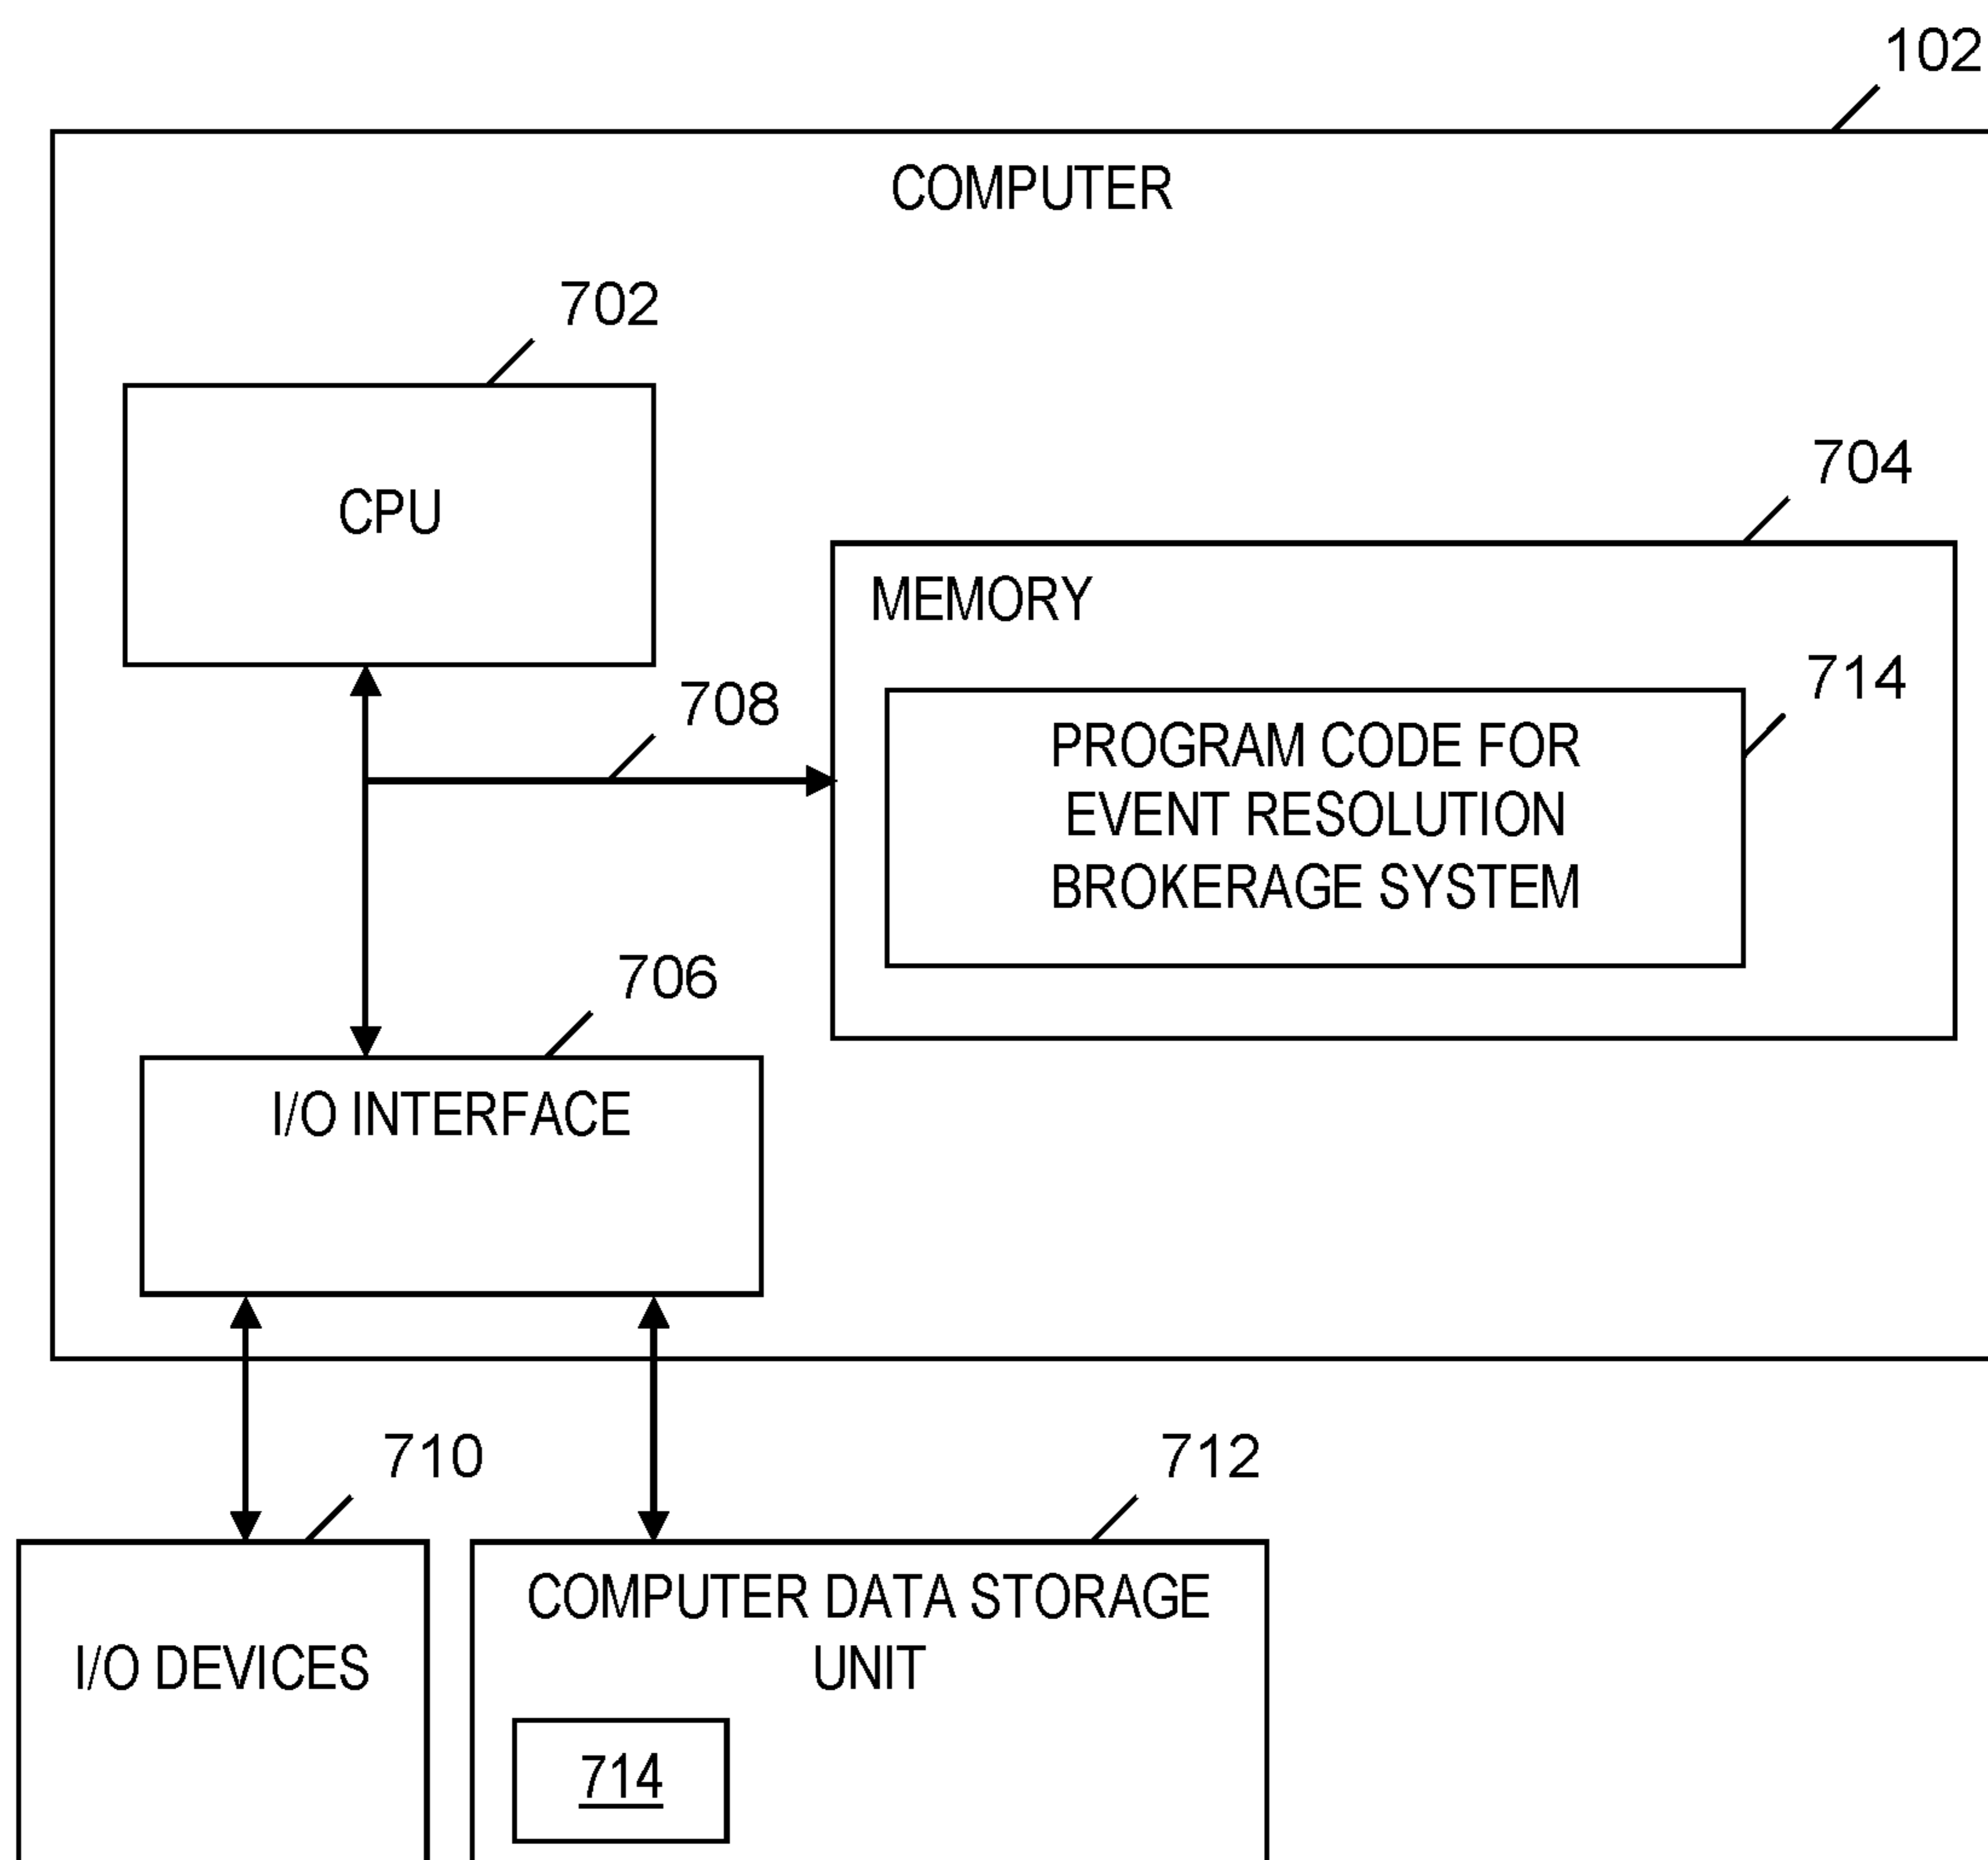 102
COMPUTER
702
CPU
704
MEMORY
714
708
PROGRAM CODE FOR
EVENT RESOLUTION
BROKERAGE SYSTEM
706
I/O INTERFACE
710
712
COMPUTER DATA STORAGE
UNIT
I/O DEVICES
714